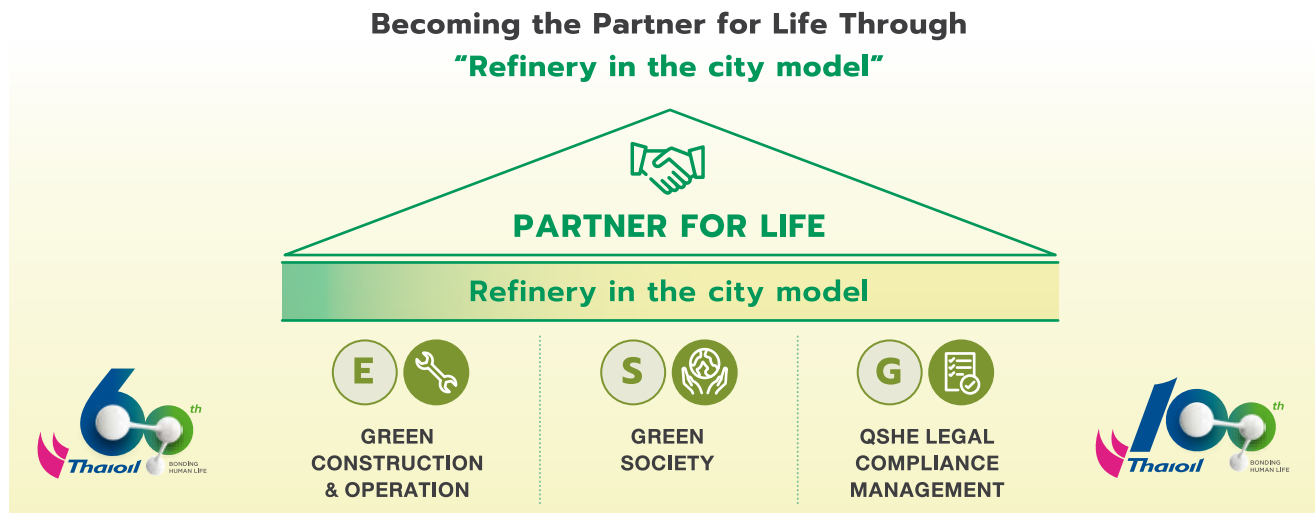 Becoming the Partner for Life Through
“Refinery in the city model”
PARTNER FOR LIFE
Refinery in the city model
E
GREEN
CONSTRUCTION
& OPERATION
S
GREEN
SOCIETY
G
QSHE LEGAL
COMPLIANCE
MANAGEMENT
60th
Thaioil
BONDING
HUMAN LIFE
100th
Thaioil
BONDING
HUMAN LIFE